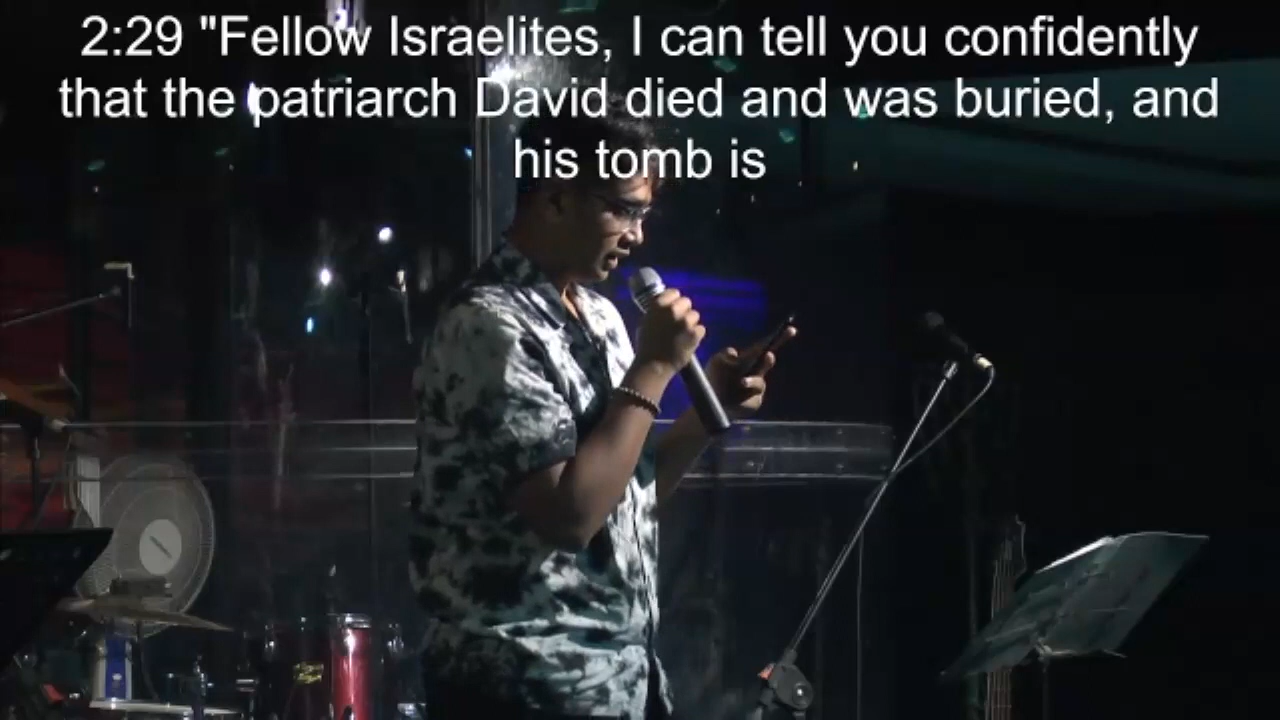 2:29 "Fellow Israelites, I can tell you confidently
that the patriarch David died and was buried, and
his tomb is